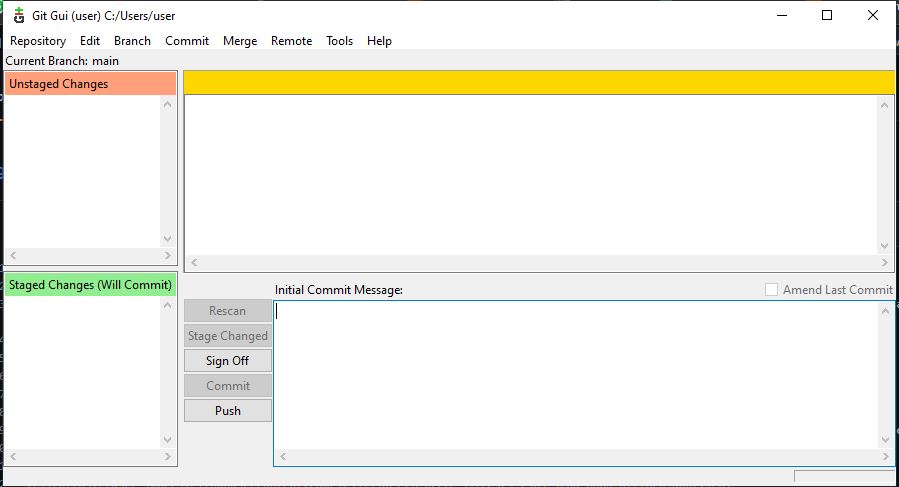 Git Gui (user) C:/Users/user
Repository Edit Branch Commit Merge Remote Tools Help
Current Branch: main
Unstaged Changes
Staged Changes (Will Commit)
Initial Commit Message:
Amend Last Commit
Rescan
Stage Changed
Sign Off
Commit
Push